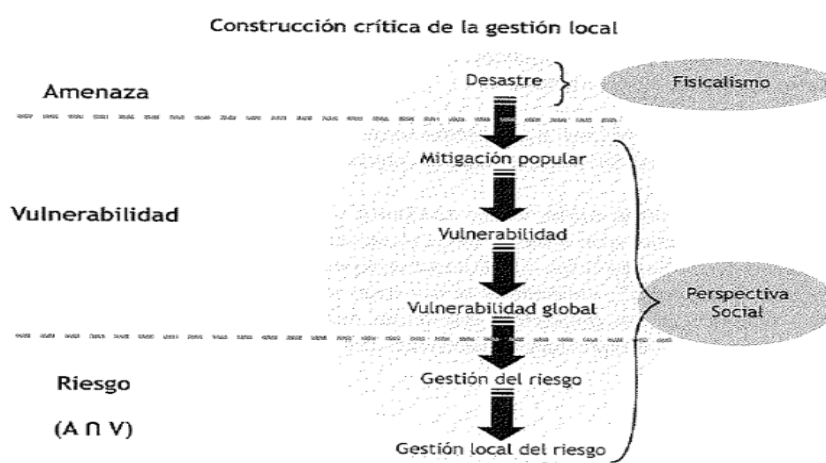 Construcción crítica de la gestión local
Amenaza
Desastre
Fisicalismo
Mitigación popular
Vulnerabilidad
Vulnerabilidad
Vulnerabilidad global
Perspectiva
Social
Riesgo
(A ∩ V)
Gestión del riesgo
Gestión local del riesgo